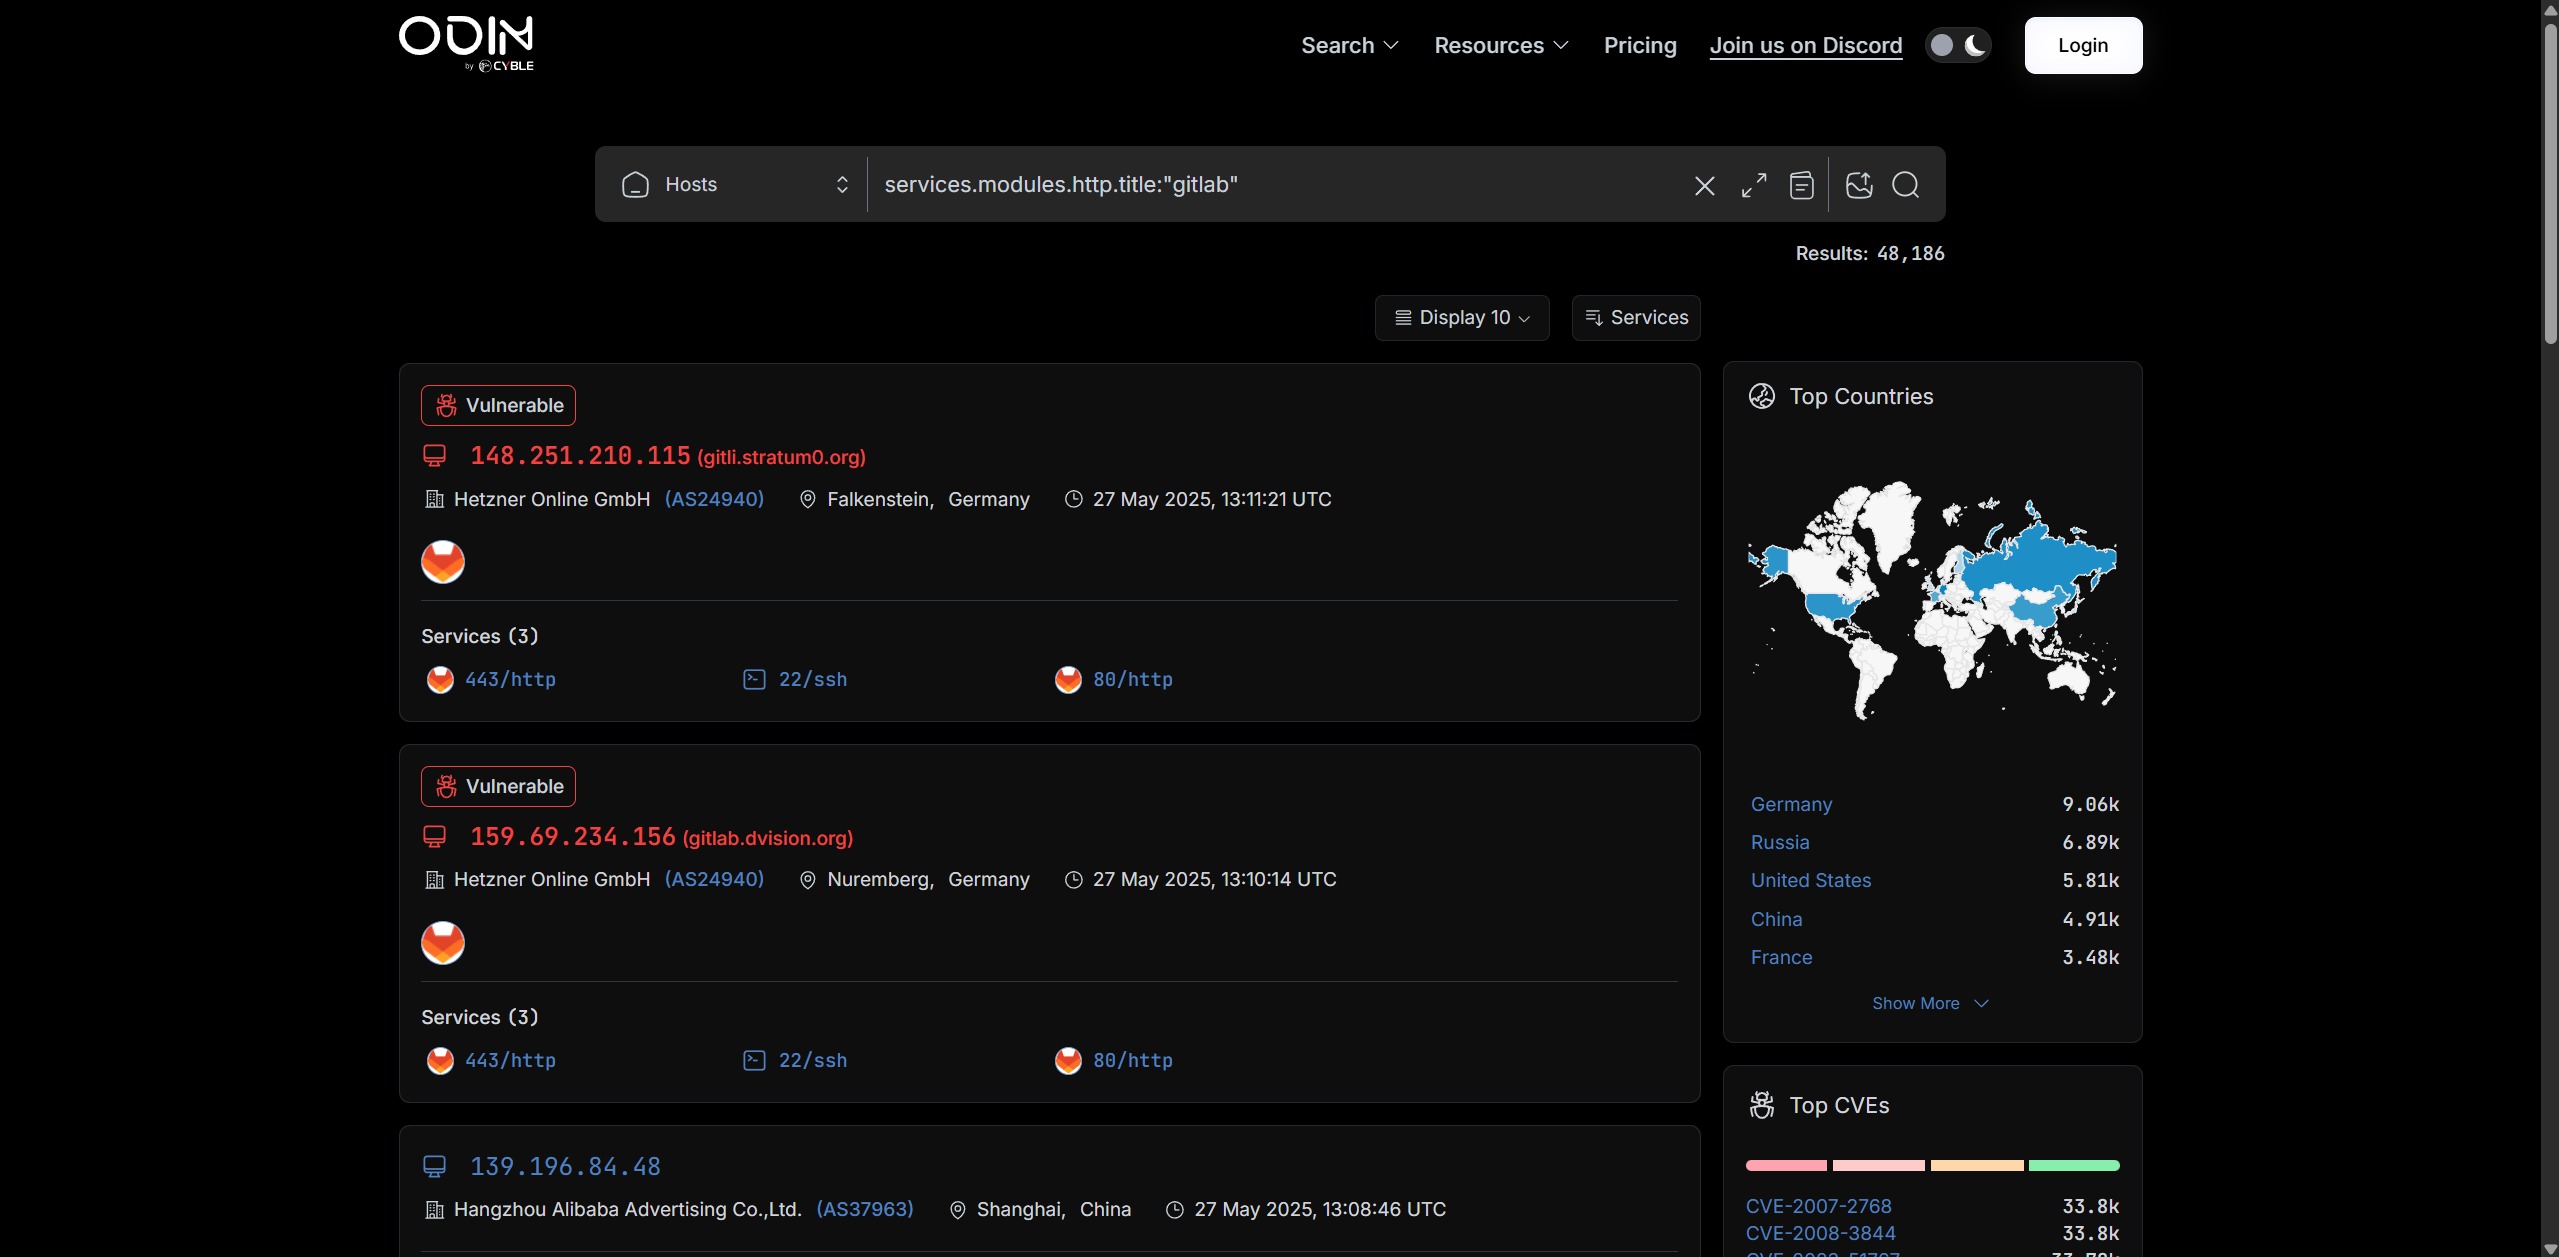 ODIN
by CYBLE
Search
Resources
Pricing
Join us on Discord
Login
Hosts
services.modules.http.title:"gitlab"
Results: 48,186
Display 10
Services
Vulnerable
148.251.210.115 (gitli.stratum0.org)
Hetzner Online GmbH (AS24940) Falkenstein, Germany 27 May 2025, 13:11:21 UTC
Services (3)
443/http 22/ssh 80/http
Vulnerable
159.69.234.156 (gitlab.dvision.org)
Hetzner Online GmbH (AS24940) Nuremberg, Germany 27 May 2025, 13:10:14 UTC
Services (3)
443/http 22/ssh 80/http
139.196.84.48
Hangzhou Alibaba Advertising Co.,Ltd. (AS37963) Shanghai, China 27 May 2025, 13:08:46 UTC
Top Countries
Germany 9.06k
Russia 6.89k
United States 5.81k
China 4.91k
France 3.48k
Show More
Top CVEs
CVE-2007-2768 33.8k
CVE-2008-3844 33.8k